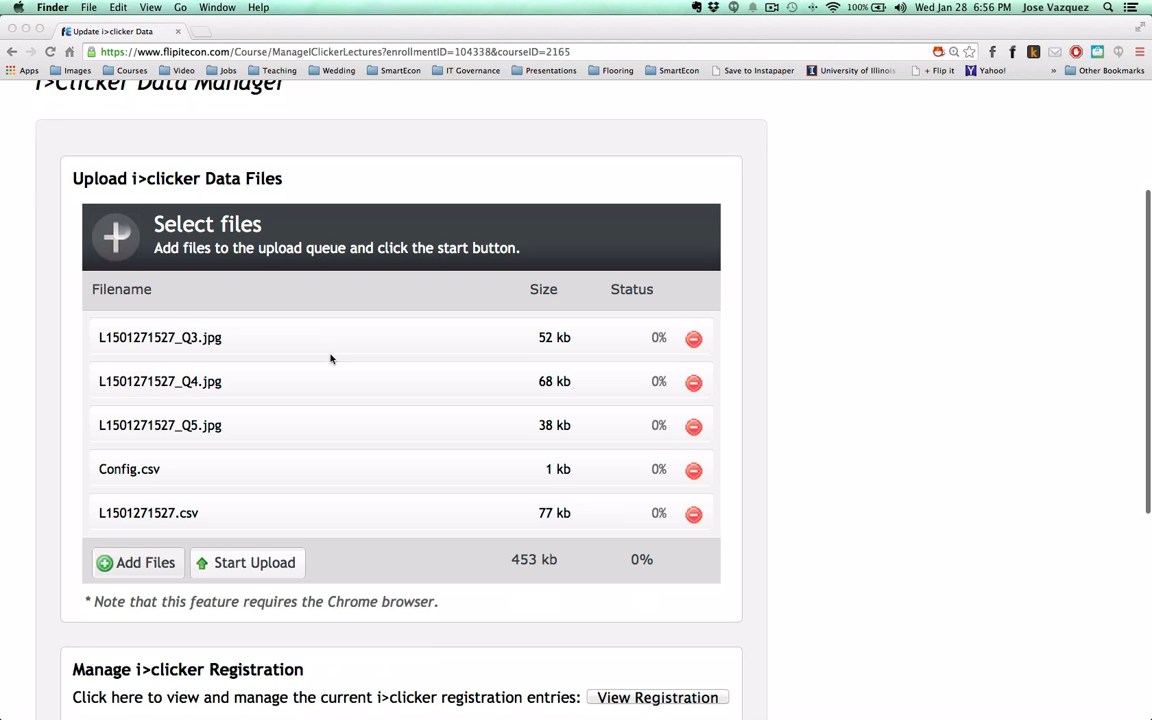 Finder File Edit View Go Window Help 100% Wed Jan 28 6:56 PM Jose Vazquez
Update i>clicker Data
https://www.flipitecon.com/Course/ManageIClickerLectures?enrollmentID=104338&courseID=2165
Apps Images Courses Video Jobs Teaching Wedding SmartEcon IT Governance Presentations Flooring SmartEcon Save to Instapaper University of Illinois + Flip it Yahoo! » Other Bookmarks
i>Clicker Data Manager
Upload i>clicker Data Files
Select files
Add files to the upload queue and click the start button.
Filename Size Status
L1501271527_Q3.jpg 52 kb 0%
L1501271527_Q4.jpg 68 kb 0%
L1501271527_Q5.jpg 38 kb 0%
Config.csv 1 kb 0%
L1501271527.csv 77 kb 0%
Add Files Start Upload 453 kb 0%
* Note that this feature requires the Chrome browser.
Manage i>clicker Registration
Click here to view and manage the current i>clicker registration entries: View Registration